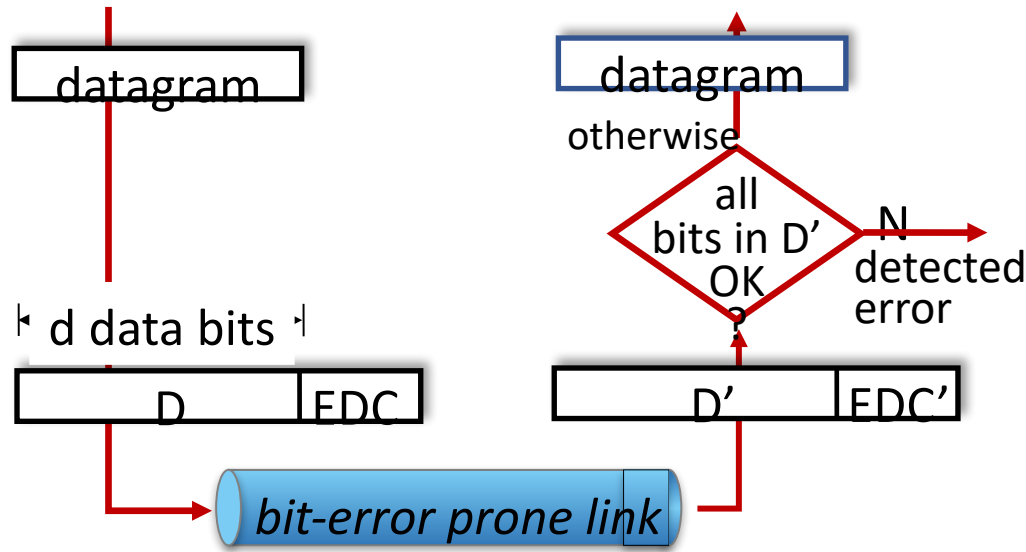 datagram
d data bits
D
EDC
bit-error prone link
D’
EDC’
all
bits in D’
OK
?
N
detected
error
otherwise
datagram